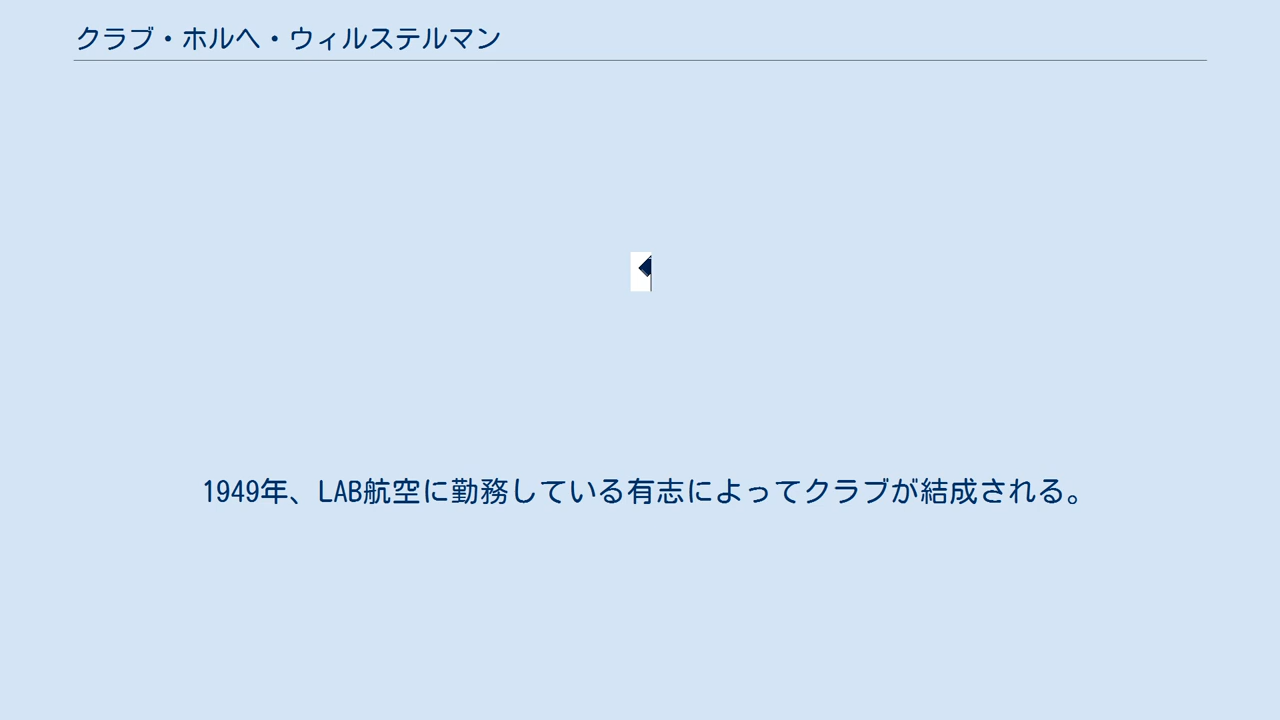 クラブ・ホルヘ・ウィルステルマン
1949年、LAB航空に勤務している有志によってクラブが結成される。